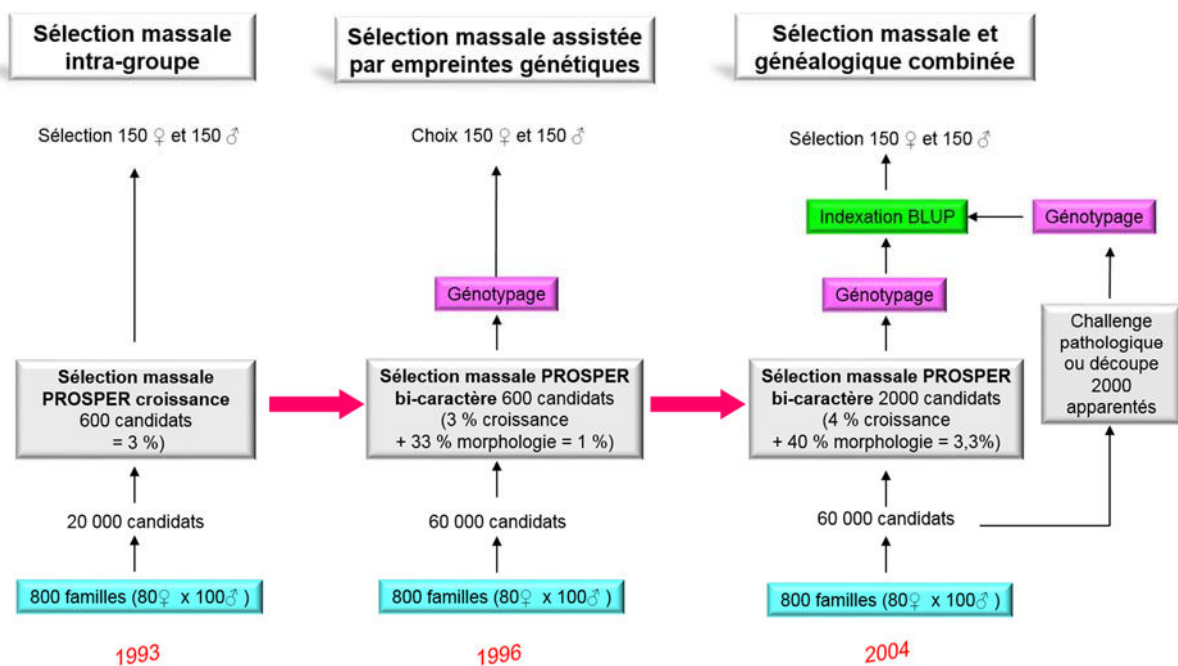 Sélection massale
intra-groupe
Sélection 150 ♀ et 150 ♂
Sélection massale
PROSPER croissance
600 candidats
= 3 %)
20 000 candidats
800 familles (80♀ x 100♂ )
1993
Sélection massale assistée
par empreintes génétiques
Choix 150 ♀ et 150 ♂
Génotypage
Sélection massale PROSPER
bi-caractère 600 candidats
(3 % croissance
+ 33 % morphologie = 1 %)
60 000 candidats
800 familles (80♀ x 100♂ )
1996
Sélection massale et
généalogique combinée
Sélection 150 ♀ et 150 ♂
Indexation BLUP
Génotypage
Génotypage
Sélection massale PROSPER
bi-caractère 2000 candidats
(4 % croissance
+ 40 % morphologie = 3,3%)
Challenge
pathologique
ou découpe
2000
apparentés
60 000 candidats
800 familles (80♀ x 100♂ )
2004